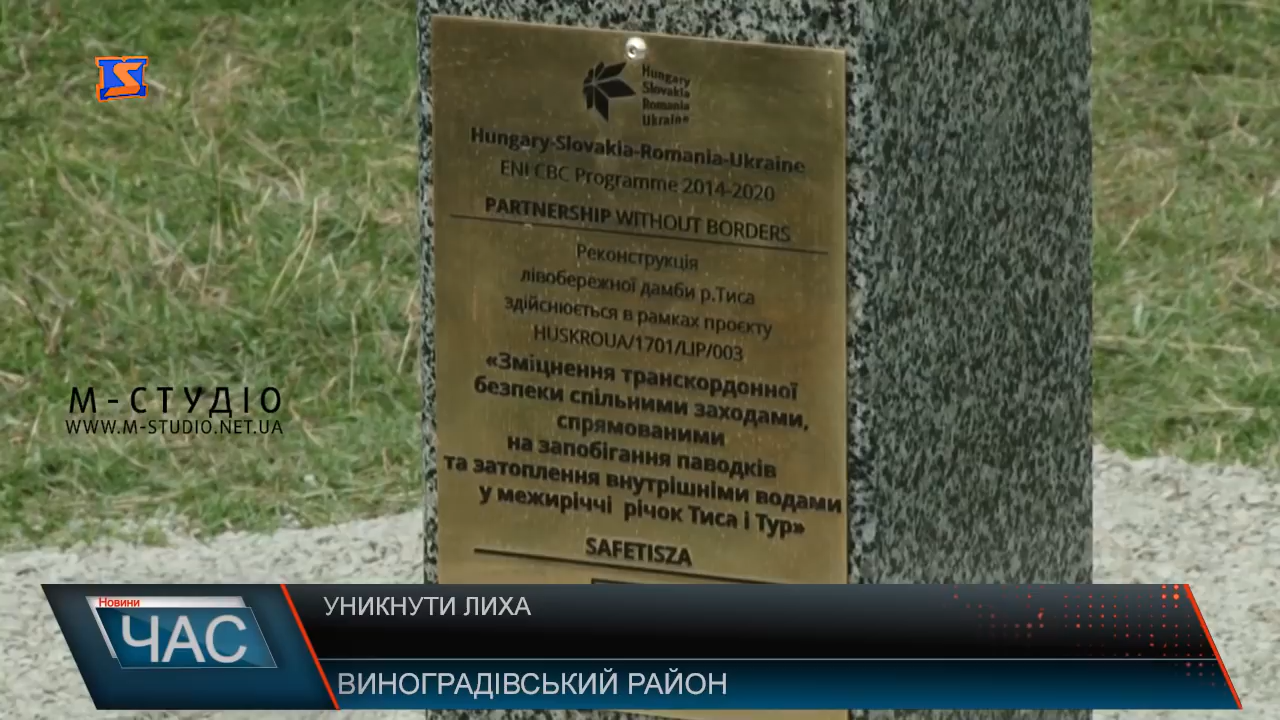 Hungary
Slovakia
Romania
Ukraine
Hungary-Slovakia-Romania-Ukraine
ENI CBC Programme 2014-2020
PARTNERSHIP WITHOUT BORDERS
Реконструкція
лівобережної дамби р.Тиса
здійснюється в рамках проєкту
HUSKROUA/1701/LIP/003
«Зміцнення транскордонної
безпеки спільними заходами,
спрямованими
на запобігання паводків
та затоплення внутрішніми водами
у межиріччі річок Тиса і Тур»
SAFETISZA
М-СТУДІО
WWW.M-STUDIO.NET.UA
Новини
ЧАС
УНИКНУТИ ЛИХА
ВИНОГРАДІВСЬКИЙ РАЙОН